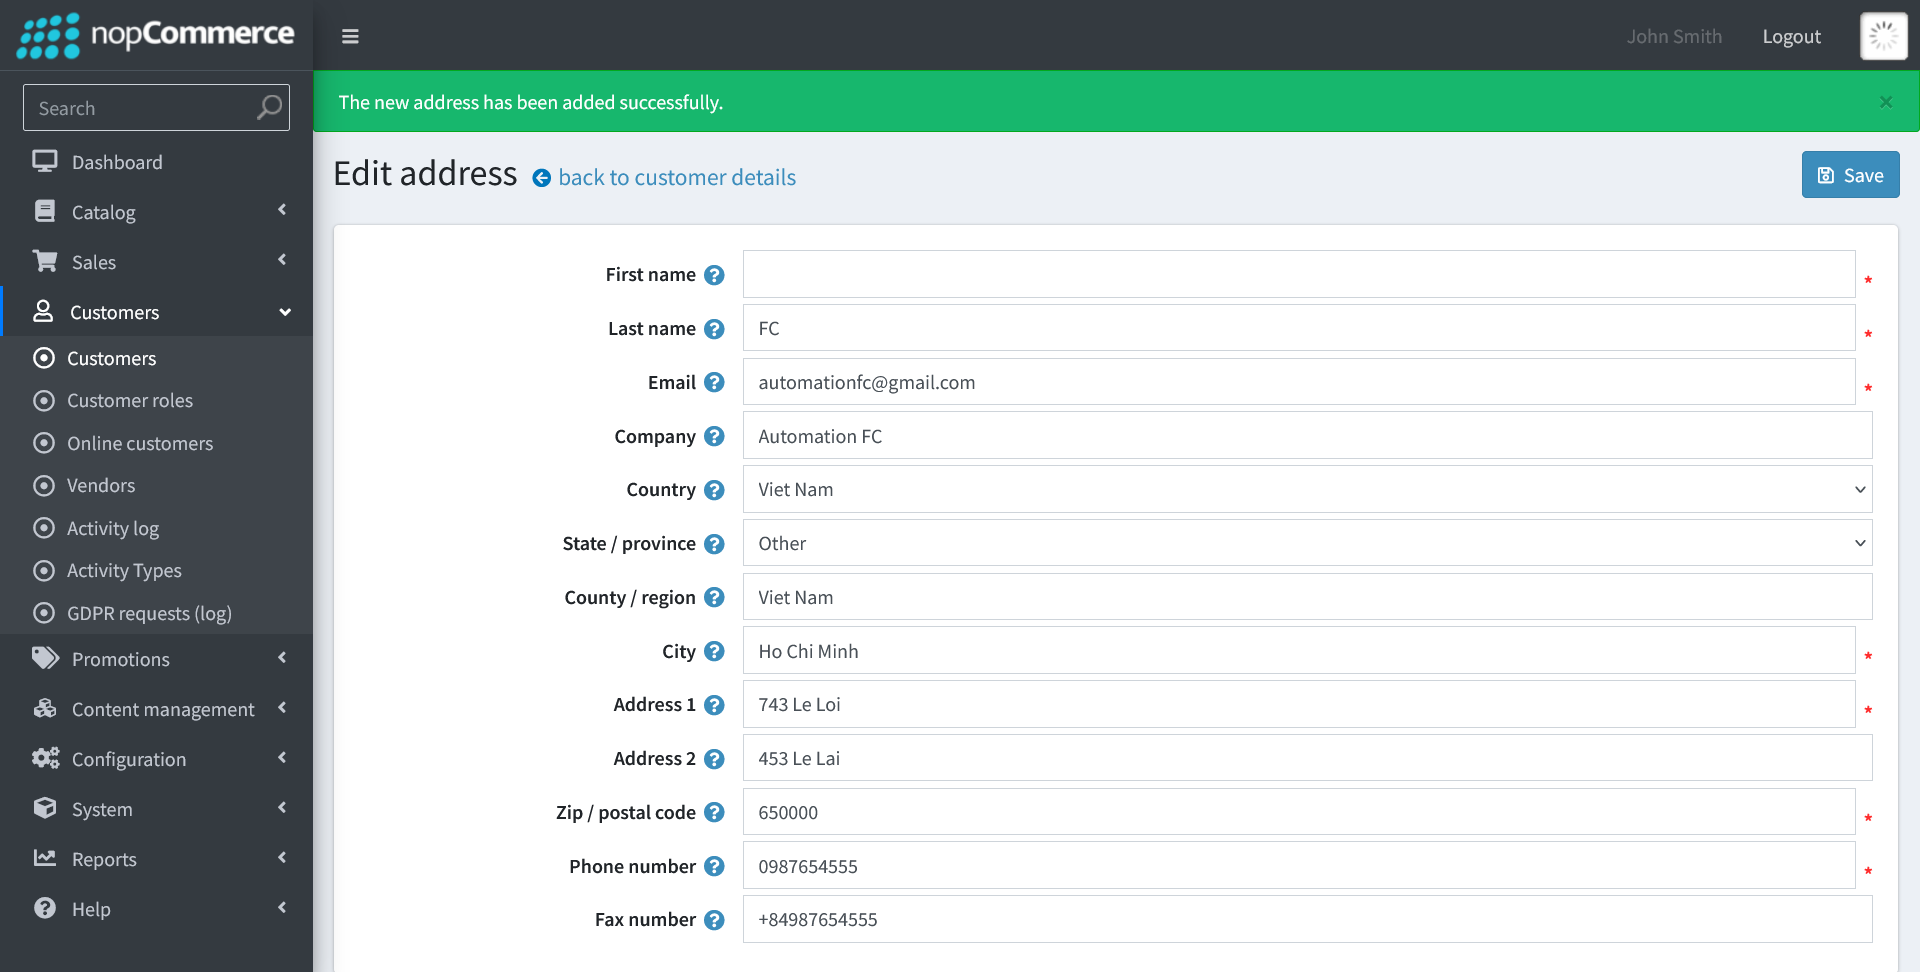 nopCommerce
John Smith
Logout
Search
The new address has been added successfully.
×
Edit address
back to customer details
Save
Dashboard
Catalog
Sales
Customers
Customers
Customer roles
Online customers
Vendors
Activity log
Activity Types
GDPR requests (log)
Promotions
Content management
Configuration
System
Reports
Help
First name ? *
Last name ? FC *
Email ? automationfc@gmail.com *
Company ? Automation FC
Country ? Viet Nam
State / province ? Other
County / region ? Viet Nam
City ? Ho Chi Minh *
Address 1 ? 743 Le Loi *
Address 2 ? 453 Le Lai
Zip / postal code ? 650000 *
Phone number ? 0987654555 *
Fax number ? +84987654555